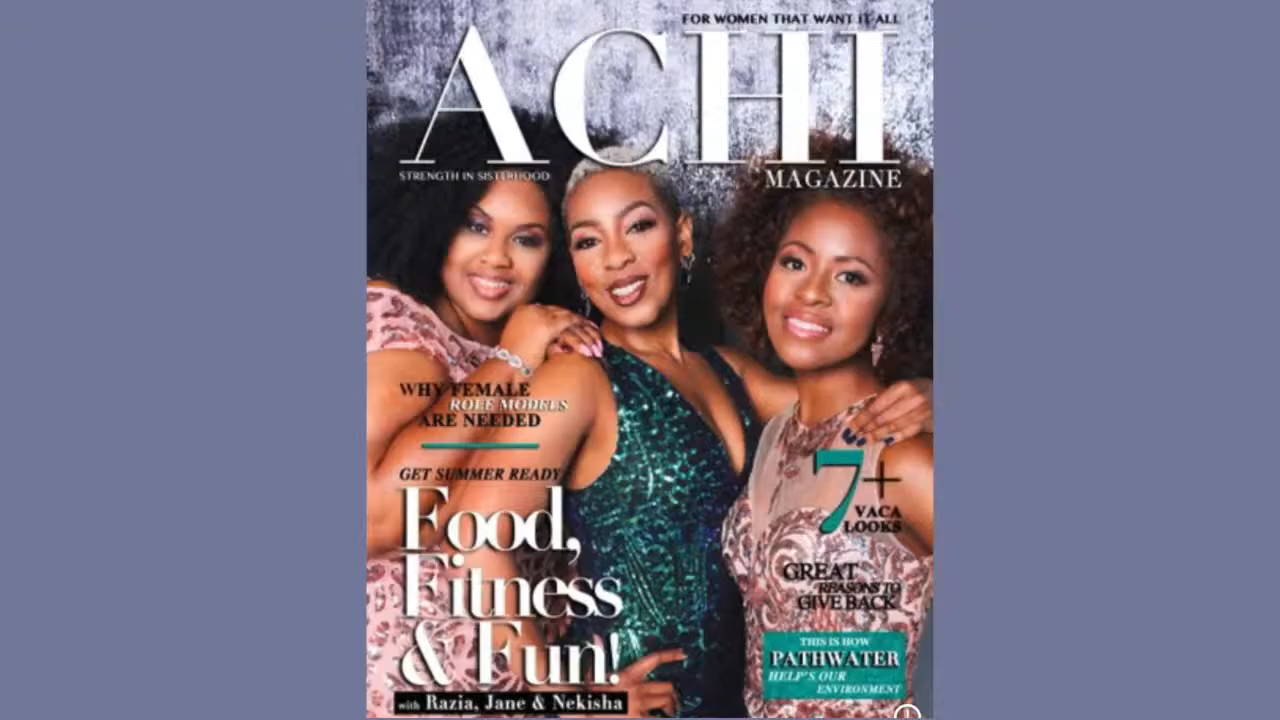 FOR WOMEN THAT WANT IT ALL
ACHI
STRENGTH IN SISTERHOOD
MAGAZINE
WHY FEMALE
ROLE MODELS
ARE NEEDED
GET SUMMER READY
Food,
Fitness
& Fun!
with Razia, Jane & Nekisha
7+
VACA
LOOKS
GREAT
REASONS TO
GIVE BACK
THIS IS HOW
PATHWATER
HELP'S OUR
ENVIRONMENT